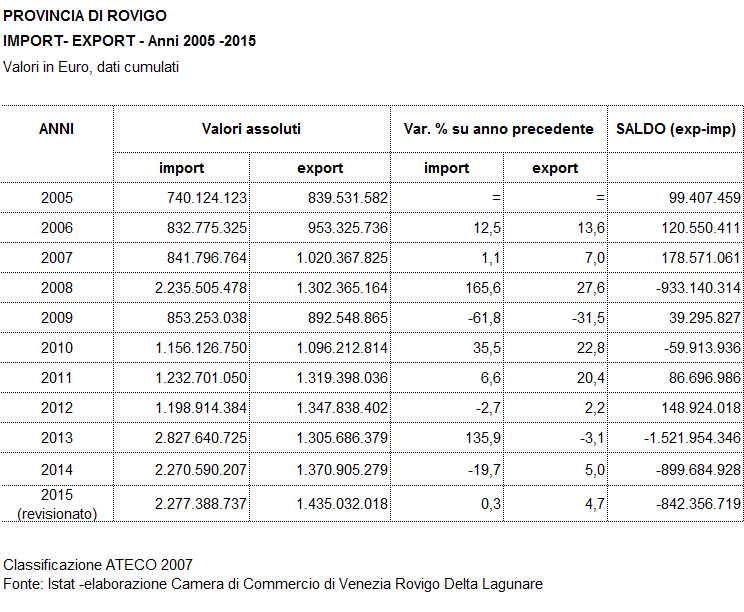 PROVINCIA DI ROVIGO
IMPORT- EXPORT - Anni 2005 -2015
Valori in Euro, dati cumulati
ANNI Valori assoluti Var. % su anno precedente SALDO (exp-imp)
import export import export
2005 740.124.123 839.531.582 = = 99.407.459
2006 832.775.325 953.325.736 12,5 13,6 120.550.411
2007 841.796.764 1.020.367.825 1,1 7,0 178.571.061
2008 2.235.505.478 1.302.365.164 165,6 27,6 -933.140.314
2009 853.253.038 892.548.865 -61,8 -31,5 39.295.827
2010 1.156.126.750 1.096.212.814 35,5 22,8 -59.913.936
2011 1.232.701.050 1.319.398.036 6,6 20,4 86.696.986
2012 1.198.914.384 1.347.838.402 -2,7 2,2 148.924.018
2013 2.827.640.725 1.305.686.379 135,9 -3,1 -1.521.954.346
2014 2.270.590.207 1.370.905.279 -19,7 5,0 -899.684.928
2015
(revisionato) 2.277.388.737 1.435.032.018 0,3 4,7 -842.356.719
Classificazione ATECO 2007
Fonte: Istat -elaborazione Camera di Commercio di Venezia Rovigo Delta Lagunare